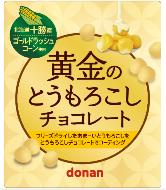 北海道十勝産
ゴールドラッシュ
コーン使用
黄金の
とうもろこし
チョコレート
フリーズドライしたあま〜いとうもろこしを
とうもろこしチョコレートでコーティング
donan